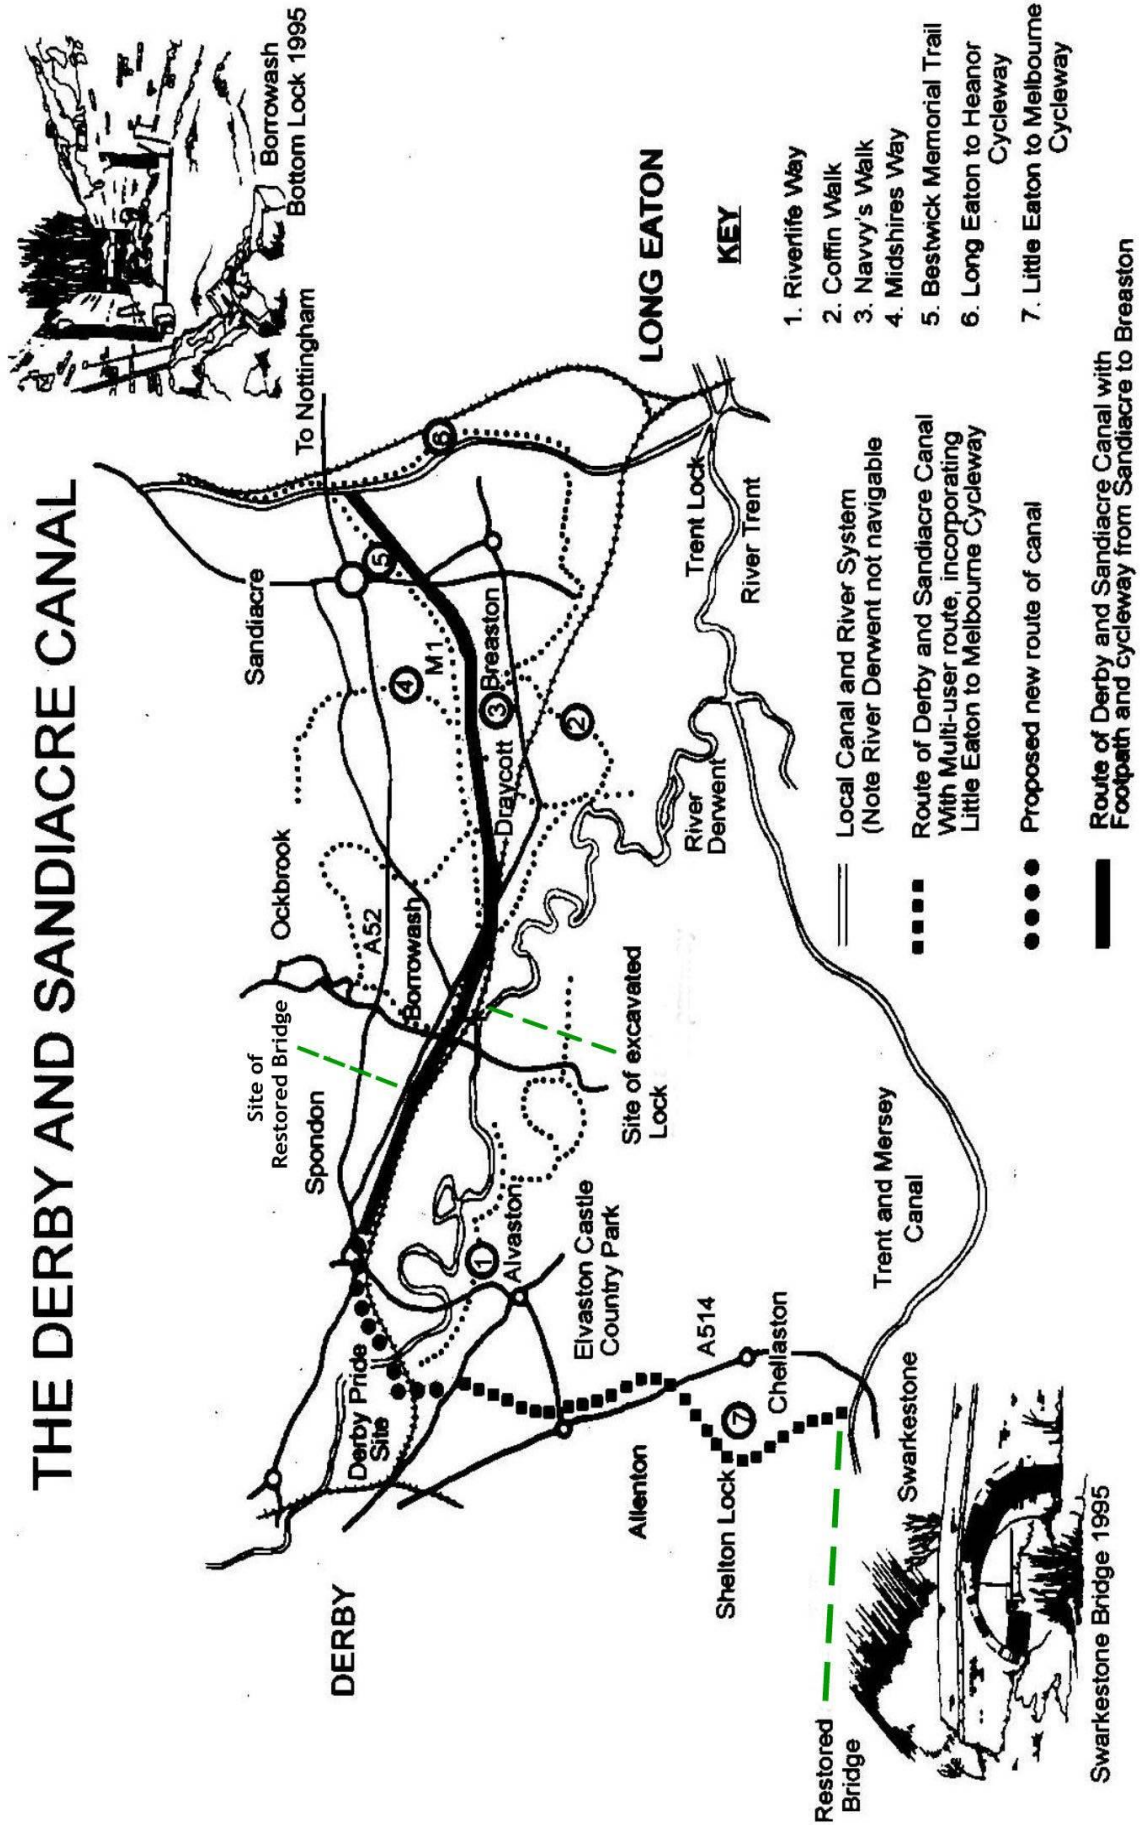 THE DERBY AND SANDIACRE CANAL
Borrowash
Bottom Lock 1995
To Nottingham
Sandiacre
Ockbrook
Site of
Restored Bridge
Spondon
A52
Borrowash
M1
Breaston
Draycott
DERBY
Derby Pride
Site
Alvaston
Elvaston Castle
Country Park
Site of excavated
Lock
River
Derwent
Trent Lock
River Trent
LONG EATON
Allenton
A514
Shelton Lock
Chellaston
Trent and Mersey
Canal
Swarkestone
Restored
Bridge
Swarkestone Bridge 1995
1
2
3
4
5
6
7
KEY
1. Riverlife Way
2. Coffin Walk
3. Navvy's Walk
4. Midshires Way
5. Bestwick Memorial Trail
6. Long Eaton to Heanor
Cycleway
7. Little Eaton to Melbourne
Cycleway
Local Canal and River System
(Note River Derwent not navigable
Route of Derby and Sandiacre Canal
With Multi-user route, incorporating
Little Eaton to Melbourne Cycleway
Proposed new route of canal
Route of Derby and Sandiacre Canal with
Footpath and cycleway from Sandiacre to Breaston